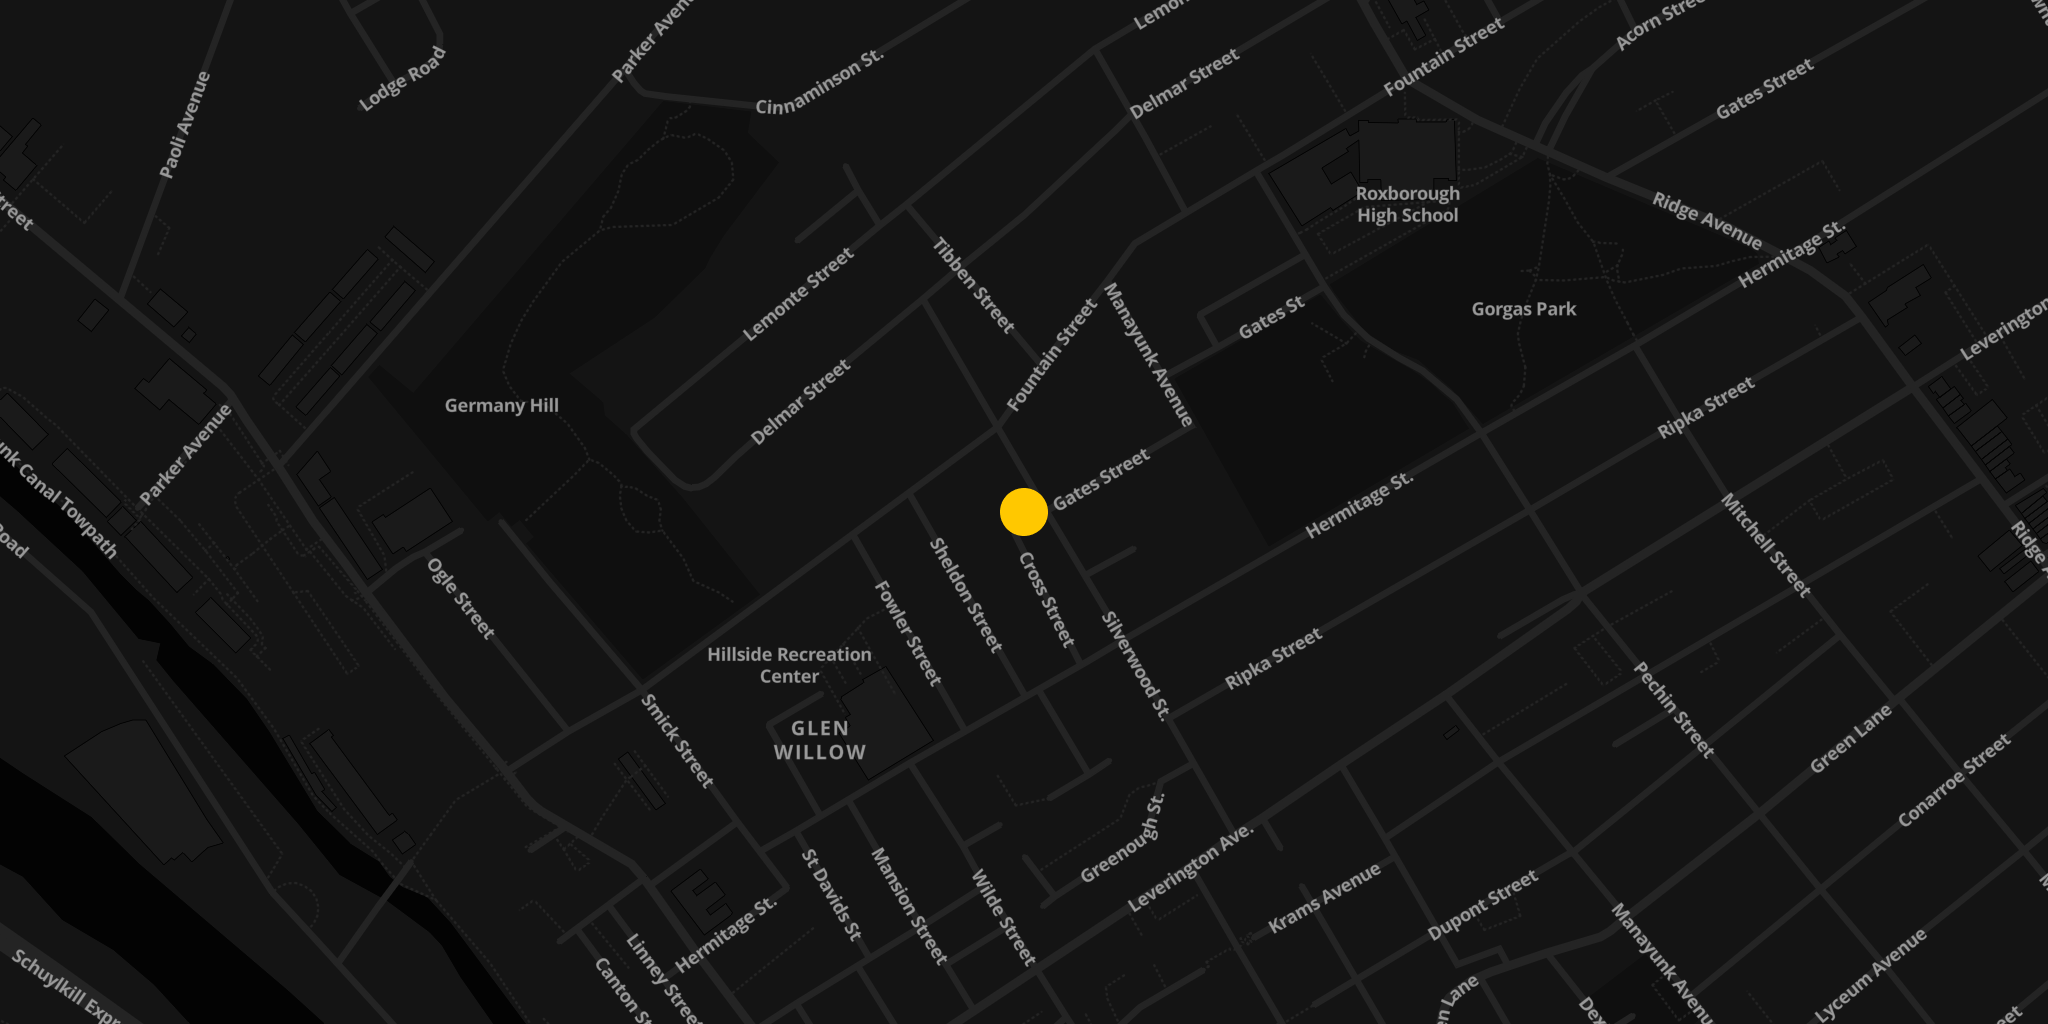 Parker Avenue
Lemonte
Acorn Street
Lodge Road
Cinnaminson St.
Delmar Street
Fountain Street
Gates Street
Paoli Avenue
Street
Roxborough
High School
Ridge Avenue
Hermitage St.
Tibben Street
Lemonte Street
Manayunk Avenue
Gates St
Gorgas Park
Leverington
Fountain Street
Germany Hill
Delmar Street
Parker Avenue
Ripka Street
Gates Street
Canal Towpath
Road
Hermitage St.
Mitchell Street
Ridge
Ogle Street
Sheldon Street
Cross Street
Fowler Street
Silverwood St.
Hillside Recreation
Center
Ripka Street
Pechin Street
Smick Street
GLEN
WILLOW
Green Lane
Conarroe Street
Greenough St.
Leverington Ave.
St Davids St
Mansion Street
Wilde Street
Krams Avenue
Dupont Street
Hermitage St.
Linney Street
Canton St
Manayunk Avenue
Lyceum Avenue
Schuylkill Expr
Lane